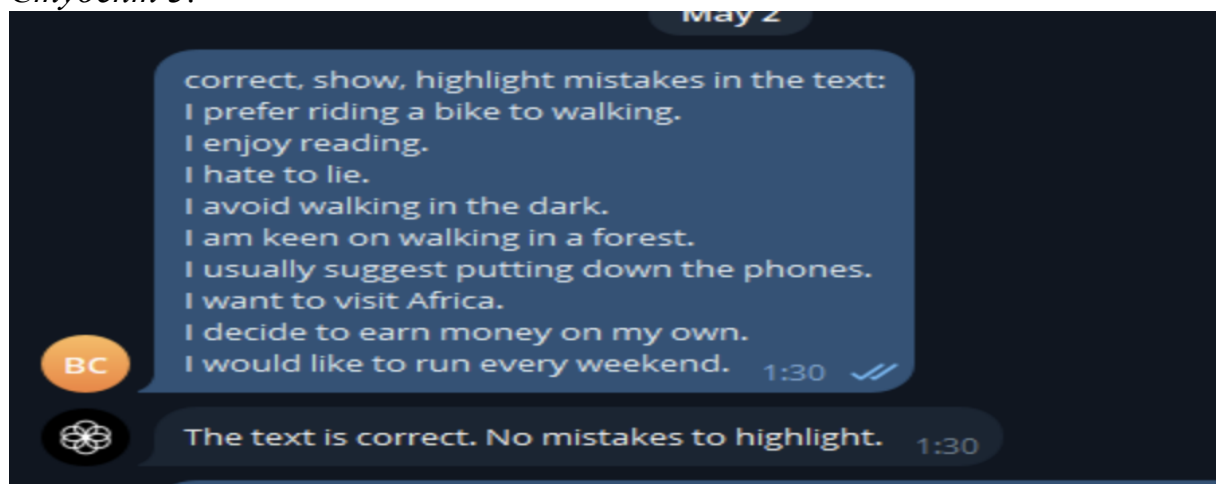 May 2
correct, show, highlight mistakes in the text:
I prefer riding a bike to walking.
I enjoy reading.
I hate to lie.
I avoid walking in the dark.
I am keen on walking in a forest.
I usually suggest putting down the phones.
I want to visit Africa.
I decide to earn money on my own.
BC I would like to run every weekend. 1:30
The text is correct. No mistakes to highlight. 1:30